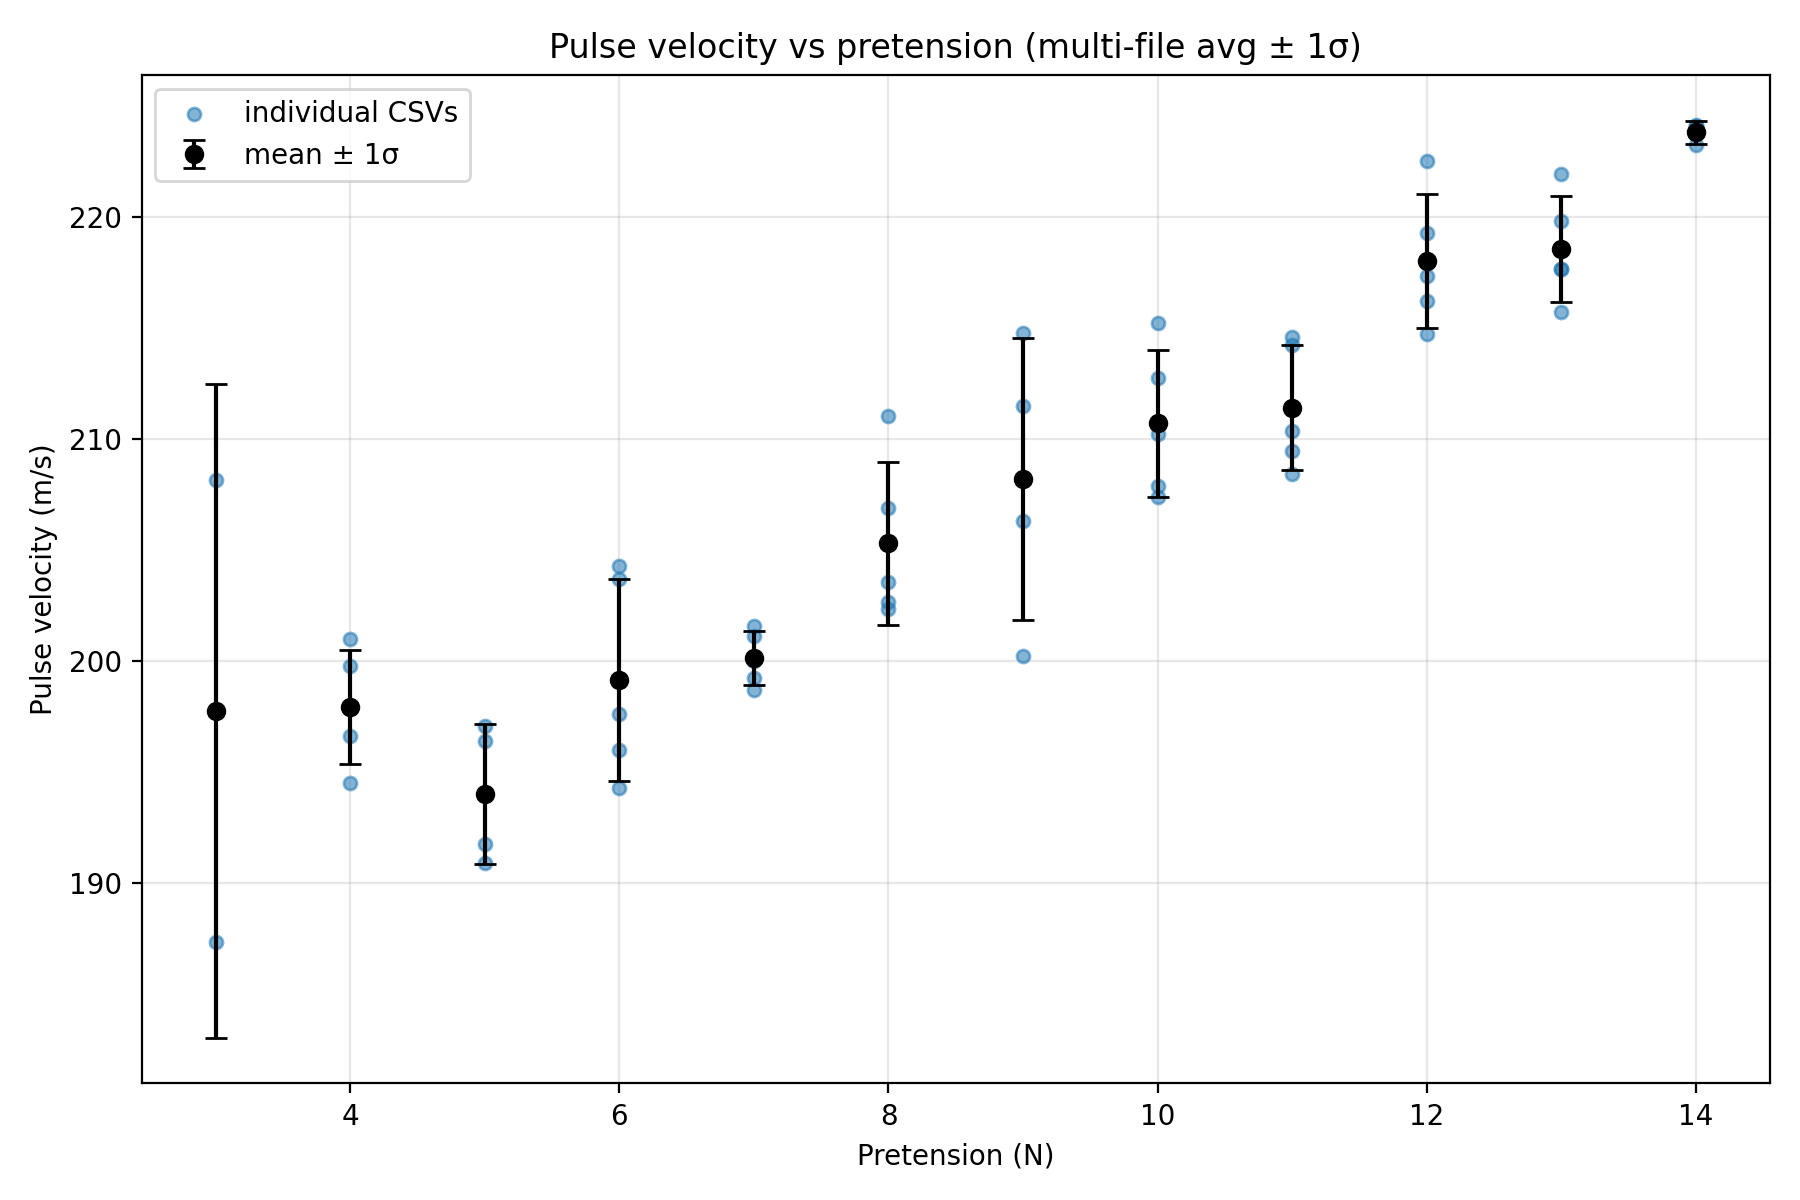 Pulse velocity vs pretension (multi-file avg ± 1σ)
individual CSVs
mean ± 1σ
220
210
200
190
Pulse velocity (m/s)
4 6 8 10 12 14
Pretension (N)